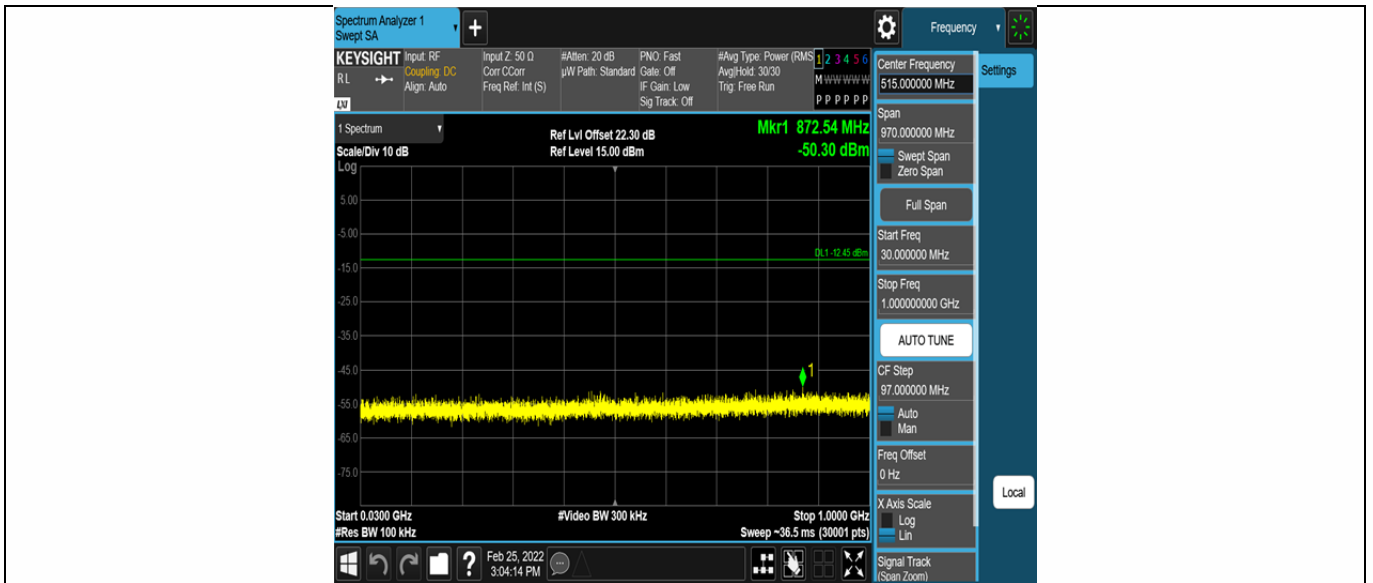 Spectrum Analyzer 1
Swept SA
+
Frequency
KEYSIGHT
RL
LXI
Input: RF
Coupling: DC
Align: Auto
Input Z: 50 Ω
Corr CCorr
Freq Ref: Int (S)
#Atten: 20 dB
µW Path: Standard
PNO: Fast
Gate: Off
IF Gain: Low
Sig Track: Off
#Avg Type: Power (RMS
Avg|Hold: 30/30
Trig: Free Run
1 2 3 4 5 6
M W W W W W
P P P P P P
1 Spectrum
Scale/Div 10 dB
Log
Ref Lvl Offset 22.30 dB
Ref Level 15.00 dBm
Mkr1 872.54 MHz
-50.30 dBm
5.00
-5.00
-15.0
-25.0
-35.0
-45.0
-55.0
-65.0
-75.0
DL1 -12.45 dBm
1
Start 0.0300 GHz
#Res BW 100 kHz
#Video BW 300 kHz
Stop 1.0000 GHz
Sweep ~36.5 ms (30001 pts)
?
Feb 25, 2022
3:04:14 PM
Center Frequency
515.000000 MHz
Settings
Span
970.000000 MHz
Swept Span
Zero Span
Full Span
Start Freq
30.000000 MHz
Stop Freq
1.000000000 GHz
AUTO TUNE
CF Step
97.000000 MHz
Auto
Man
Freq Offset
0 Hz
X Axis Scale
Log
Lin
Local
Signal Track
(Span Zoom)